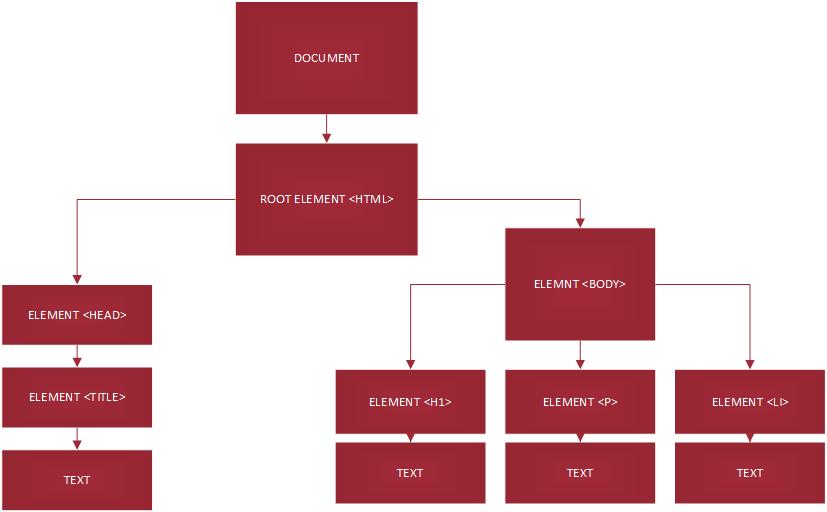 DOCUMENT
ROOT ELEMENT <HTML>
ELEMNT <BODY>
ELEMENT <HEAD>
ELEMENT <TITLE>
TEXT
ELEMENT <H1>
ELEMENT <P>
ELEMENT <LI>
TEXT
TEXT
TEXT